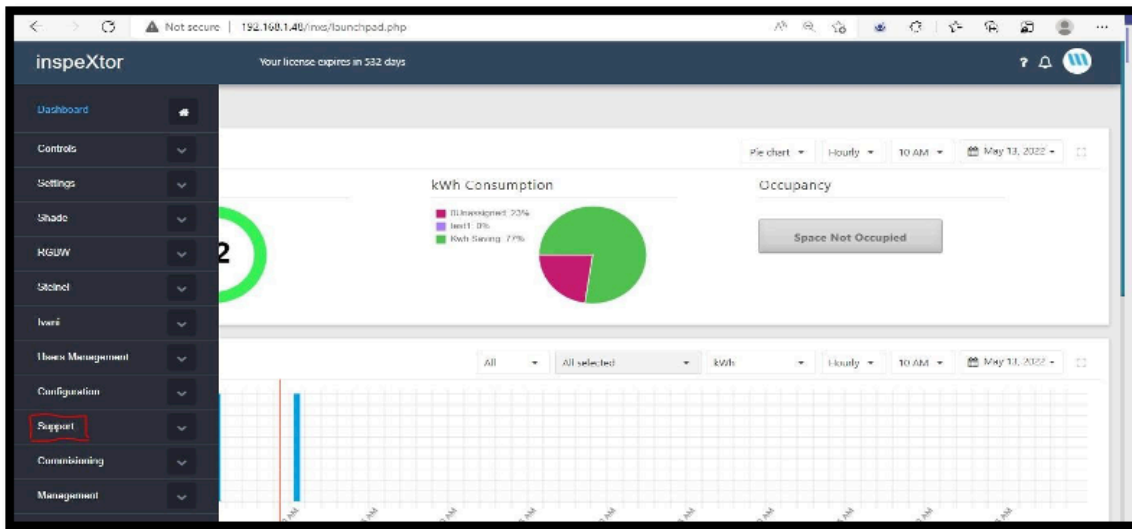 Not secure | 192.168.1.48/inxs/launchpad.php
inspeXtor
Your license expires in 532 days
?
Dashboard
Controls
Settings
Shade
RGBW
Steinel
Ivani
Users Management
Configuration
Support
Commisioning
Management
Pie chart
Hourly
10 AM
May 13, 2022
2
kWh Consumption
Unassigned: 23%
test1: 0%
Kwh Saving: 77%
Occupancy
Space Not Occupied
All
All selected
kWh
Hourly
10 AM
May 13, 2022